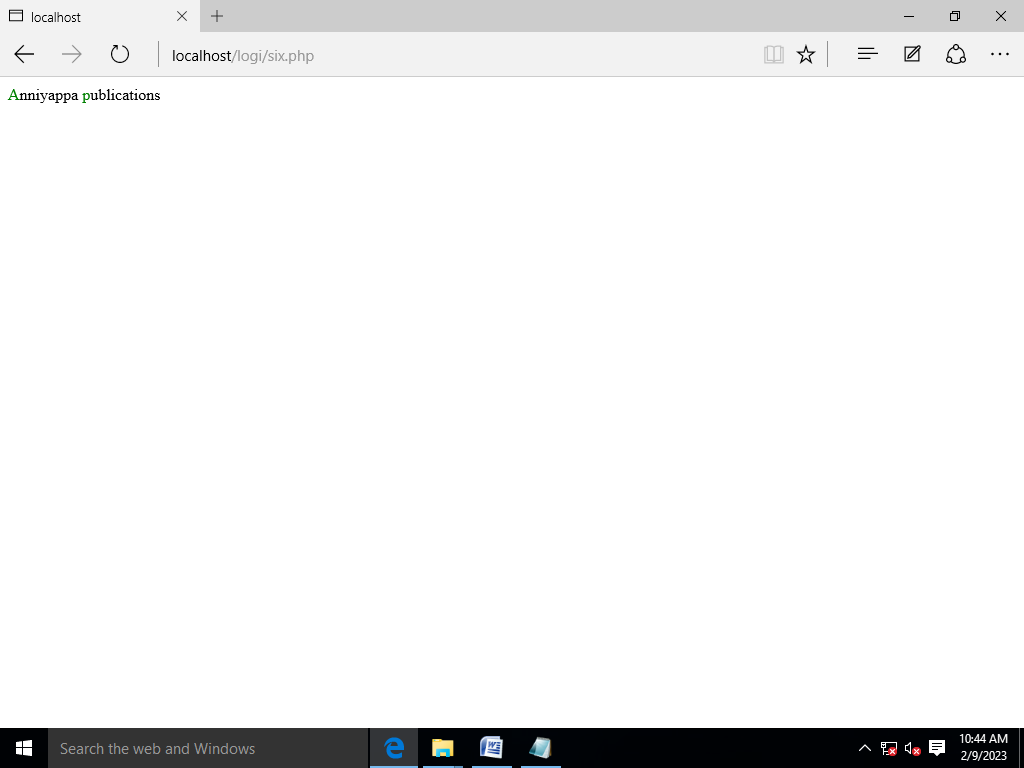 localhost
localhost/logi/six.php
Anniyappa publications
Search the web and Windows
10:44 AM
2/9/2023